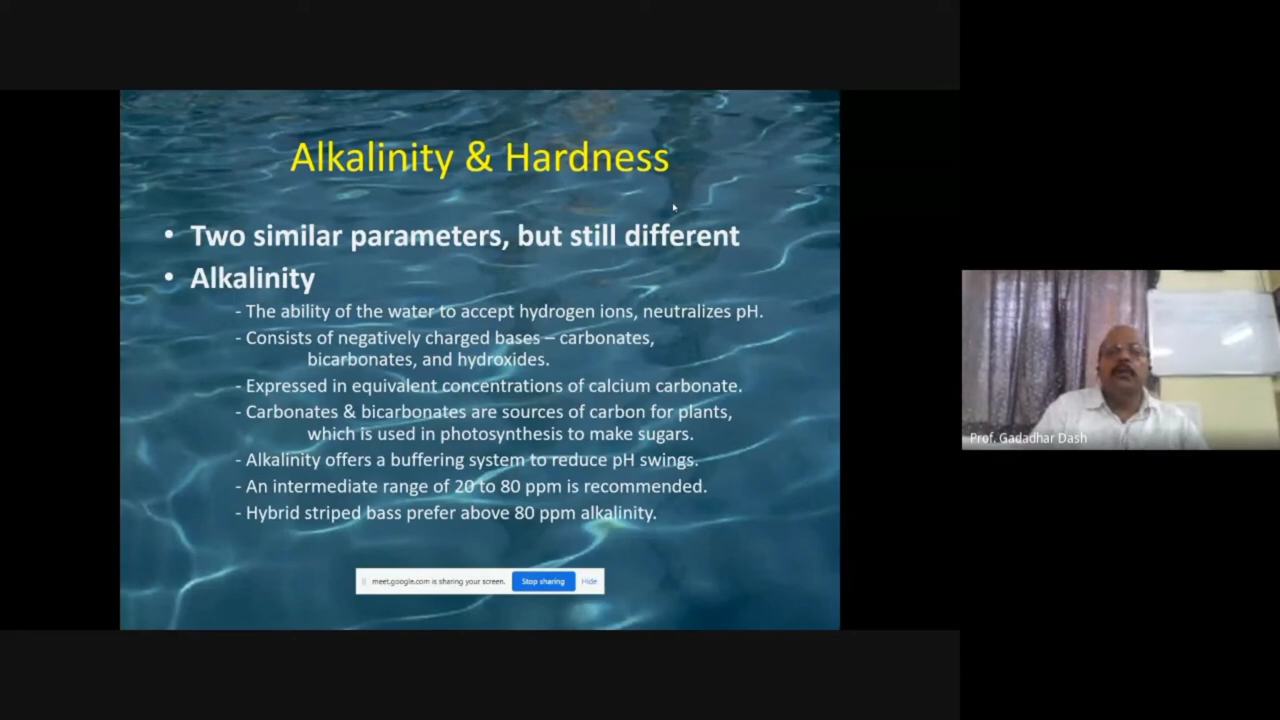 Alkalinity & Hardness
• Two similar parameters, but still different
• Alkalinity
- The ability of the water to accept hydrogen ions, neutralizes pH.
- Consists of negatively charged bases – carbonates,
bicarbonates, and hydroxides.
- Expressed in equivalent concentrations of calcium carbonate.
- Carbonates & bicarbonates are sources of carbon for plants,
which is used in photosynthesis to make sugars.
- Alkalinity offers a buffering system to reduce pH swings.
- An intermediate range of 20 to 80 ppm is recommended.
- Hybrid striped bass prefer above 80 ppm alkalinity.
meet.google.com is sharing your screen. Stop sharing Hide
Prof. Gadadhar Dash